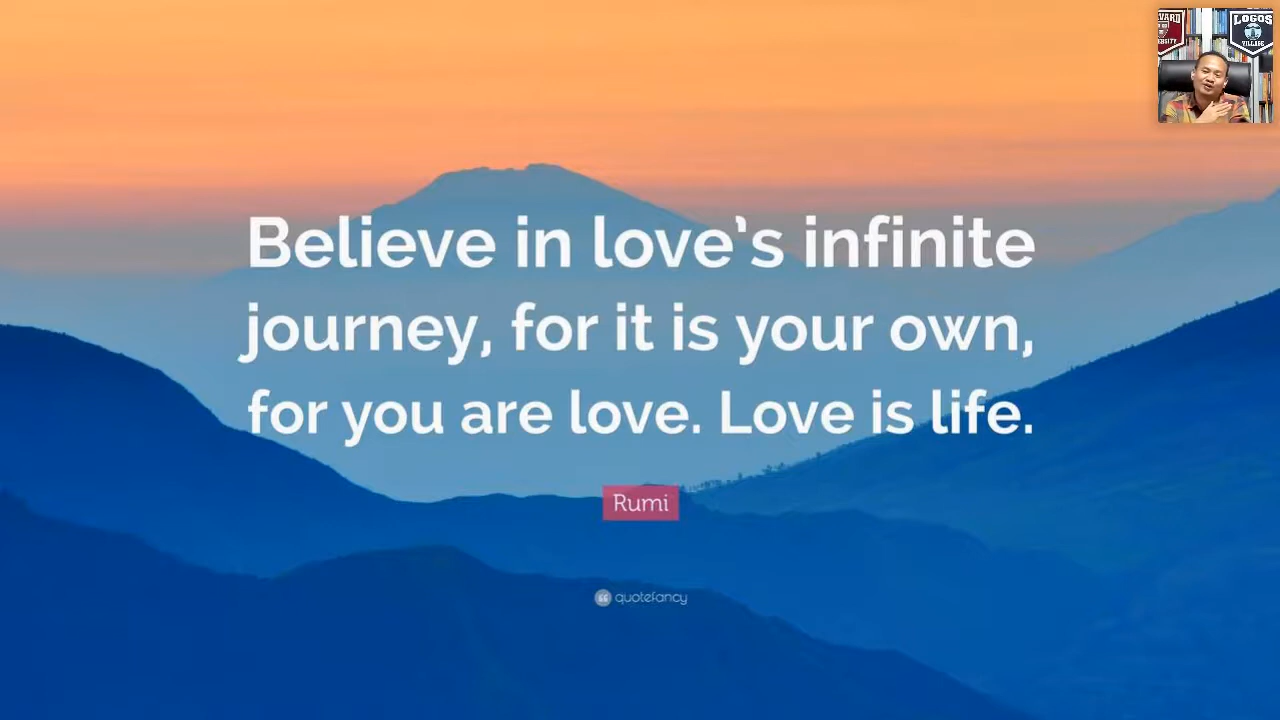 Believe in love’s infinite
journey, for it is your own,
for you are love. Love is life.
Rumi
quotefancy
LOGOS
VILLAGE